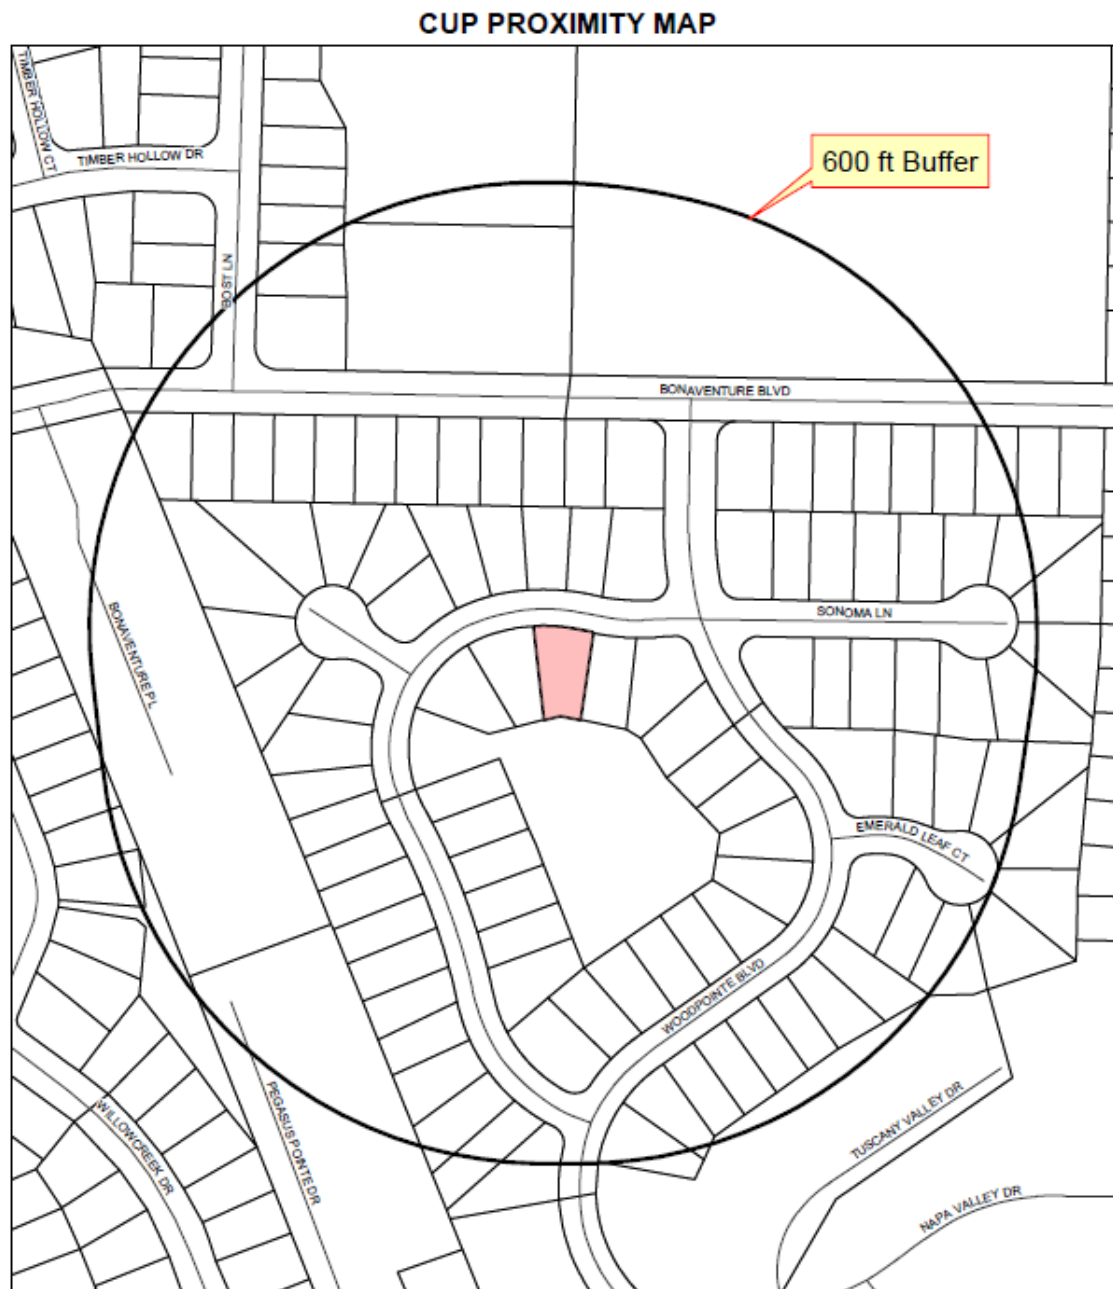 CUP PROXIMITY MAP
TIMBER HOLLOW CT
TIMBER HOLLOW DR
600 ft Buffer
BOST LN
BONAVENTURE BLVD
SONOMA LN
BONAVENTURE PL
EMERALD LEAF CT
WOODPOINTE BLVD
PEGASUS POINTE DR
WILLOWCREEK DR
TUSCANY VALLEY DR
NAPA VALLEY DR